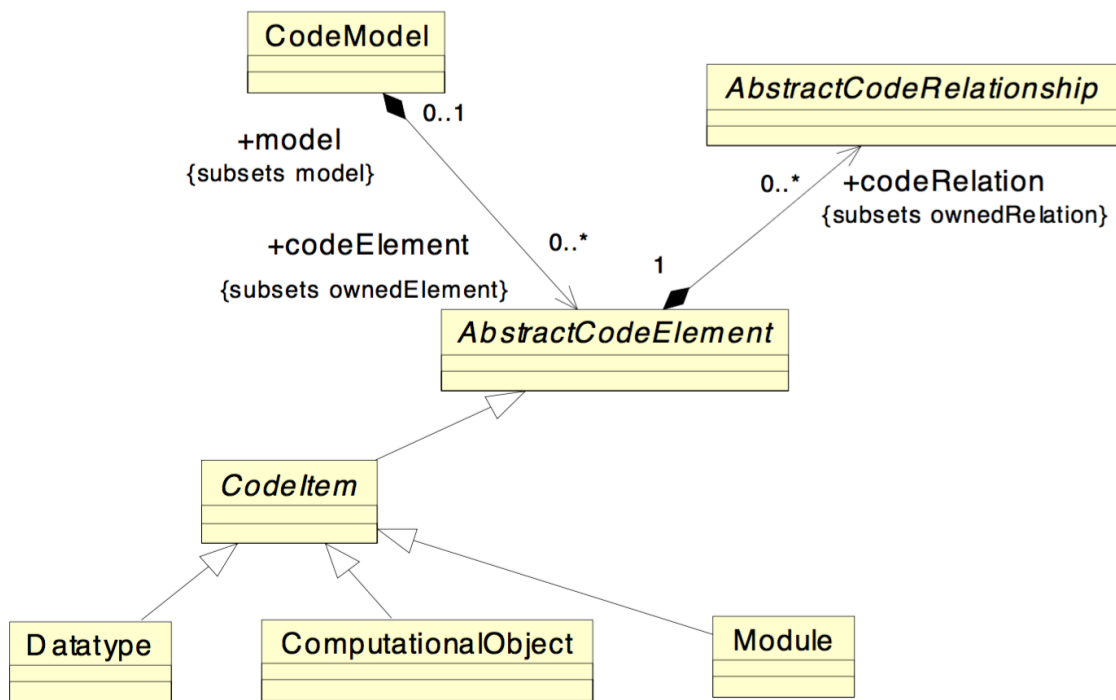 CodeModel
AbstractCodeRelationship
0..1
+model
{subsets model}
0..*
+codeRelation
{subsets ownedRelation}
+codeElement
0..*
1
{subsets ownedElement}
AbstractCodeElement
CodeItem
Datatype
ComputationalObject
Module